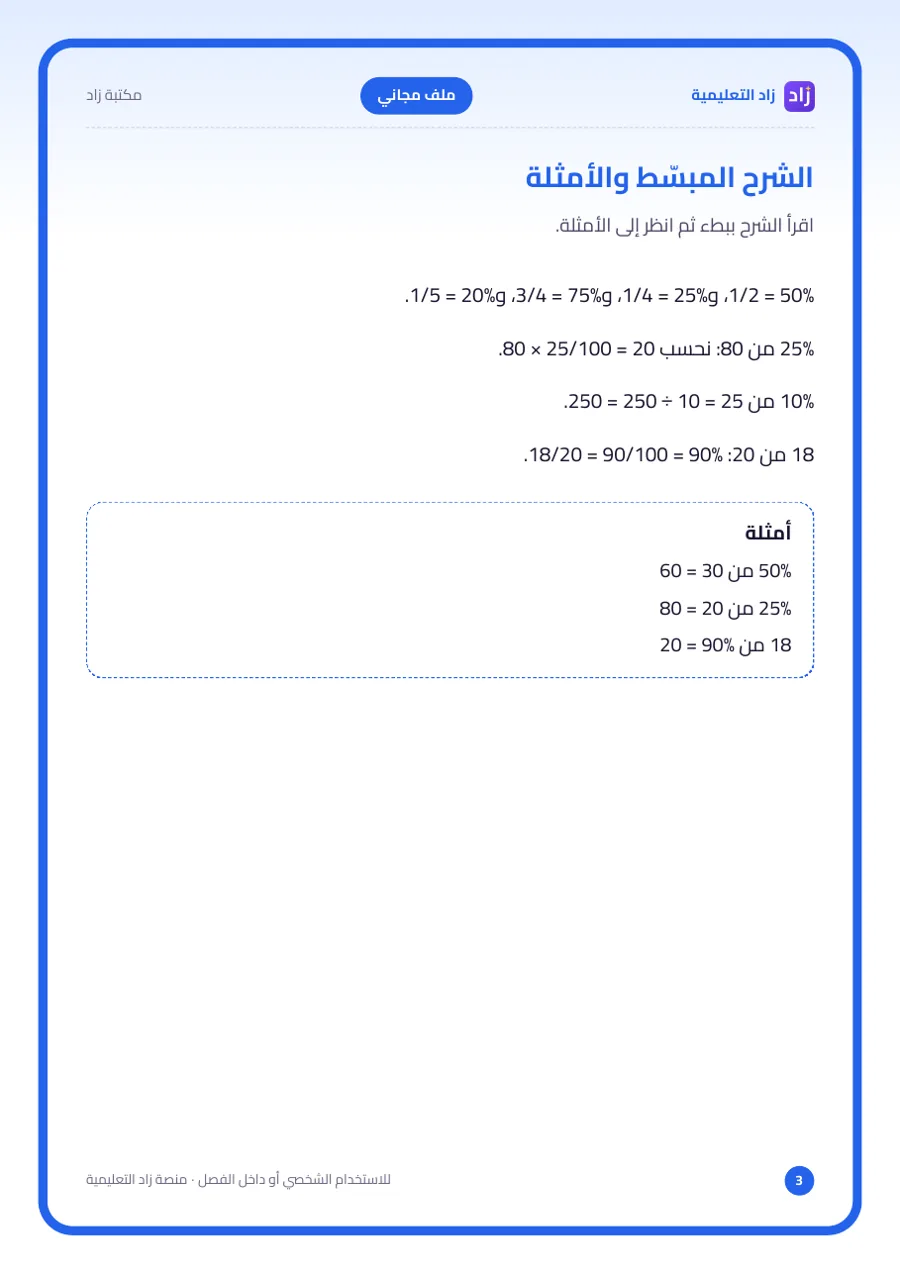 زاد زاد التعليمية
ملف مجاني
مكتبة زاد
الشرح المبسّط والأمثلة
اقرأ الشرح ببطء ثم انظر إلى الأمثلة.
50% = 1/2، و25% = 1/4، و75% = 3/4، و20% = 1/5.
25% من 80: نحسب 20 = 25/100 × 80.
10% من 25 = 10 ÷ 250 = 250.
18 من 20: 90% = 90/100 = 18/20.
أمثلة
50% من 30 = 60
25% من 20 = 80
18 من 90% = 20
3
للاستخدام الشخصي أو داخل الفصل · منصة زاد التعليمية